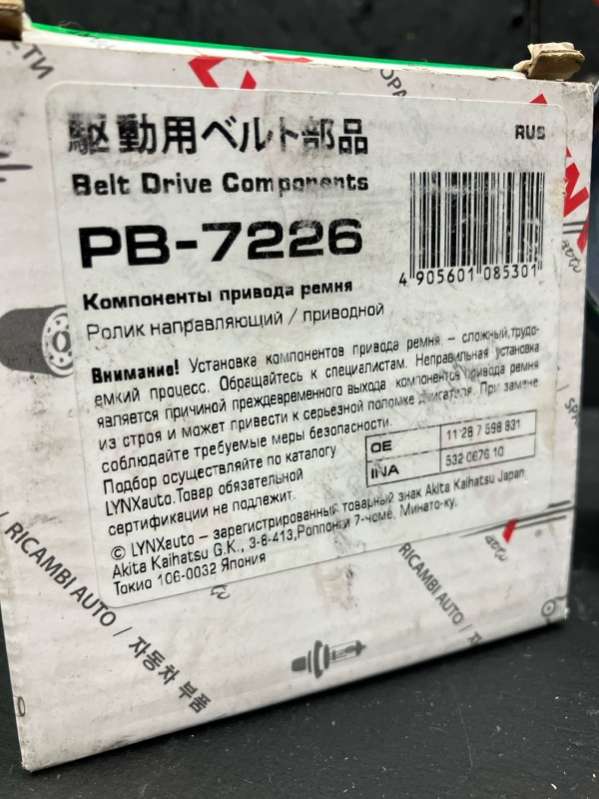 駆動用ベルト部品
RUS
Belt Drive Components
PB-7226
4 905601 085301
Компоненты привода ремня
Ролик направляющий / приводной
Внимание! Установка компонентов привода ремня – сложный, трудо-
емкий процесс. Обращайтесь к специалистам. Неправильная установка
является причиной преждевременного выхода компонентов привода ремня
из строя и может привести к серьезной поломке двигателя. При замене
соблюдайте требуемые меры безопасности.
Подбор осуществляйте по каталогу
LYNXauto. Товар обязательной
сертификации не подлежит.
OE 11 28 7 598 831
INA 532 0676 10
© LYNXauto – зарегистрированный товарный знак Akita Kaihatsu Japan.
Akita Kaihatsu G.K., 3-8-413, Роппонги 7-чоме, Минато-ку,
Токио 106-0032 Япония
/ RICAMBI AUTO / 자동차 부품
RICAMBI AUTO /